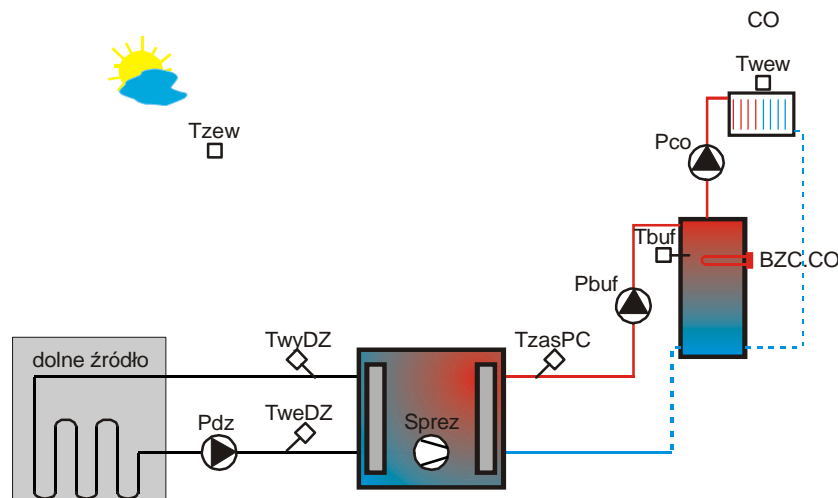 CO
Twew
Tzew
Pco
Tbuf
BZC.CO
Pbuf
TwyDZ
TzasPC
dolne źródło
Pdz
TweDZ
Sprez